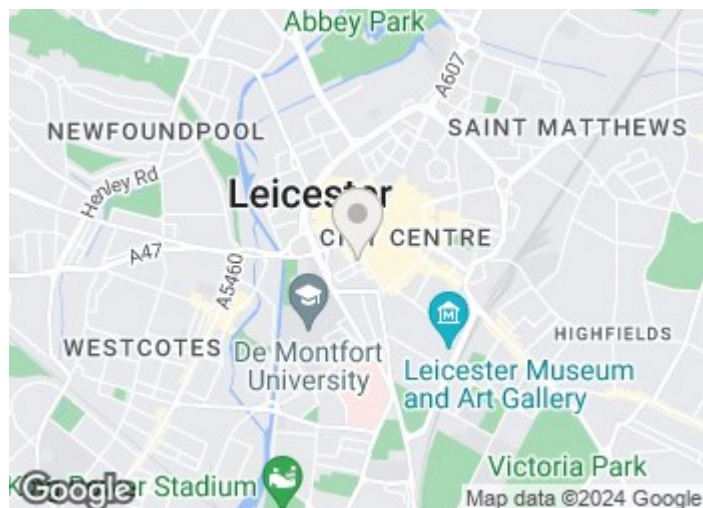 Abbey Park
A607
NEWFOUNDPOOL
SAINT MATTHEWS
Henley Rd
Leicester
CITY CENTRE
A47
A5460
HIGHFIELDS
WESTCOTES
De Montfort
University
Leicester Museum
and Art Gallery
Victoria Park
Stadium
Google
Map data ©2024 Google